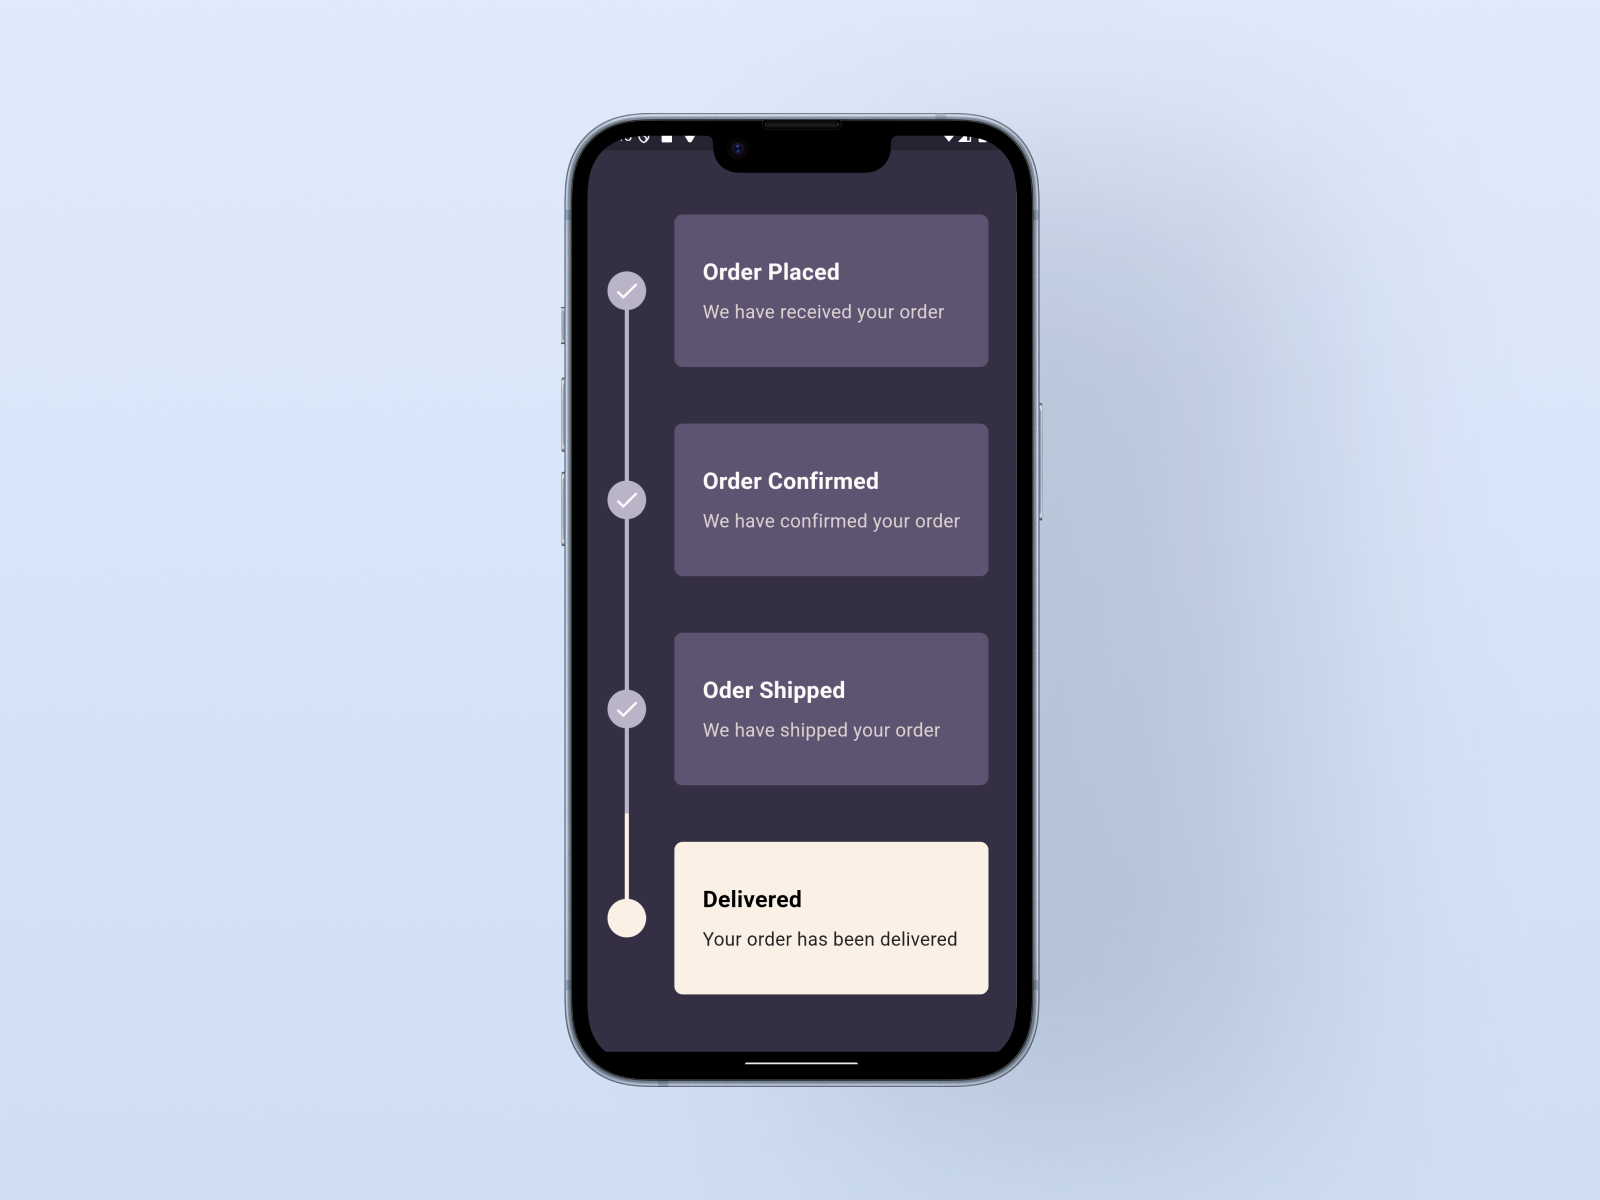 Order Placed
We have received your order
Order Confirmed
We have confirmed your order
Oder Shipped
We have shipped your order
Delivered
Your order has been delivered